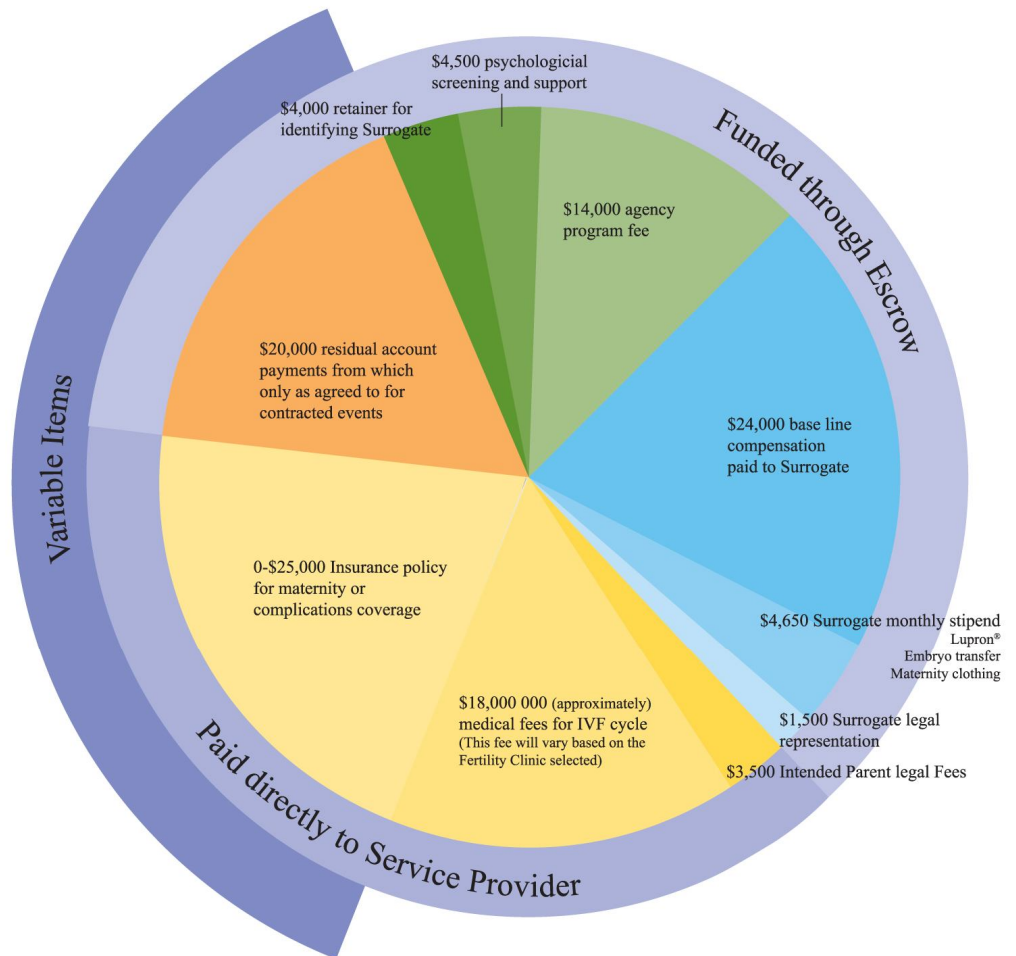 $4,500 psychologicial
screening and support
$4,000 retainer for
identifying Surrogate
Funded through Escrow
$14,000 agency
program fee
$20,000 residual account
payments from which
only as agreed to for
contracted events
$24,000 base line
compensation
paid to Surrogate
Variable Items
0-$25,000 Insurance policy
for maternity or
complications coverage
$4,650 Surrogate monthly stipend
Lupron®
Embryo transfer
Maternity clothing
$18,000 000 (approximately)
medical fees for IVF cycle
(This fee will vary based on the
Fertility Clinic selected)
$1,500 Surrogate legal
representation
$3,500 Intended Parent legal Fees
Paid directly to Service Provider